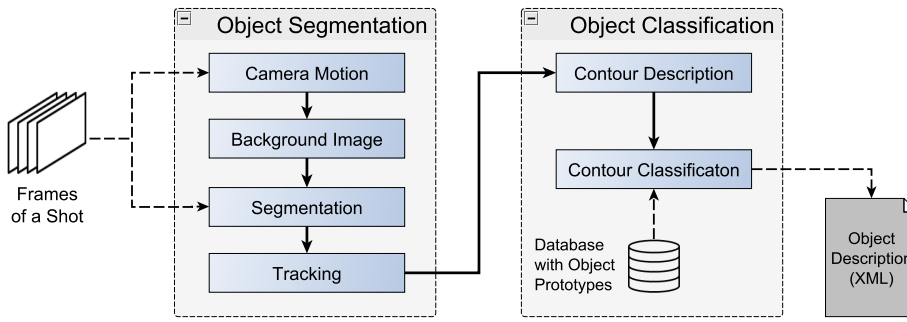 Object Segmentation
Camera Motion
Background Image
Segmentation
Tracking
Frames
of a Shot
Object Classification
Contour Description
Contour Classificaton
Database
with Object
Prototypes
Object
Description
(XML)